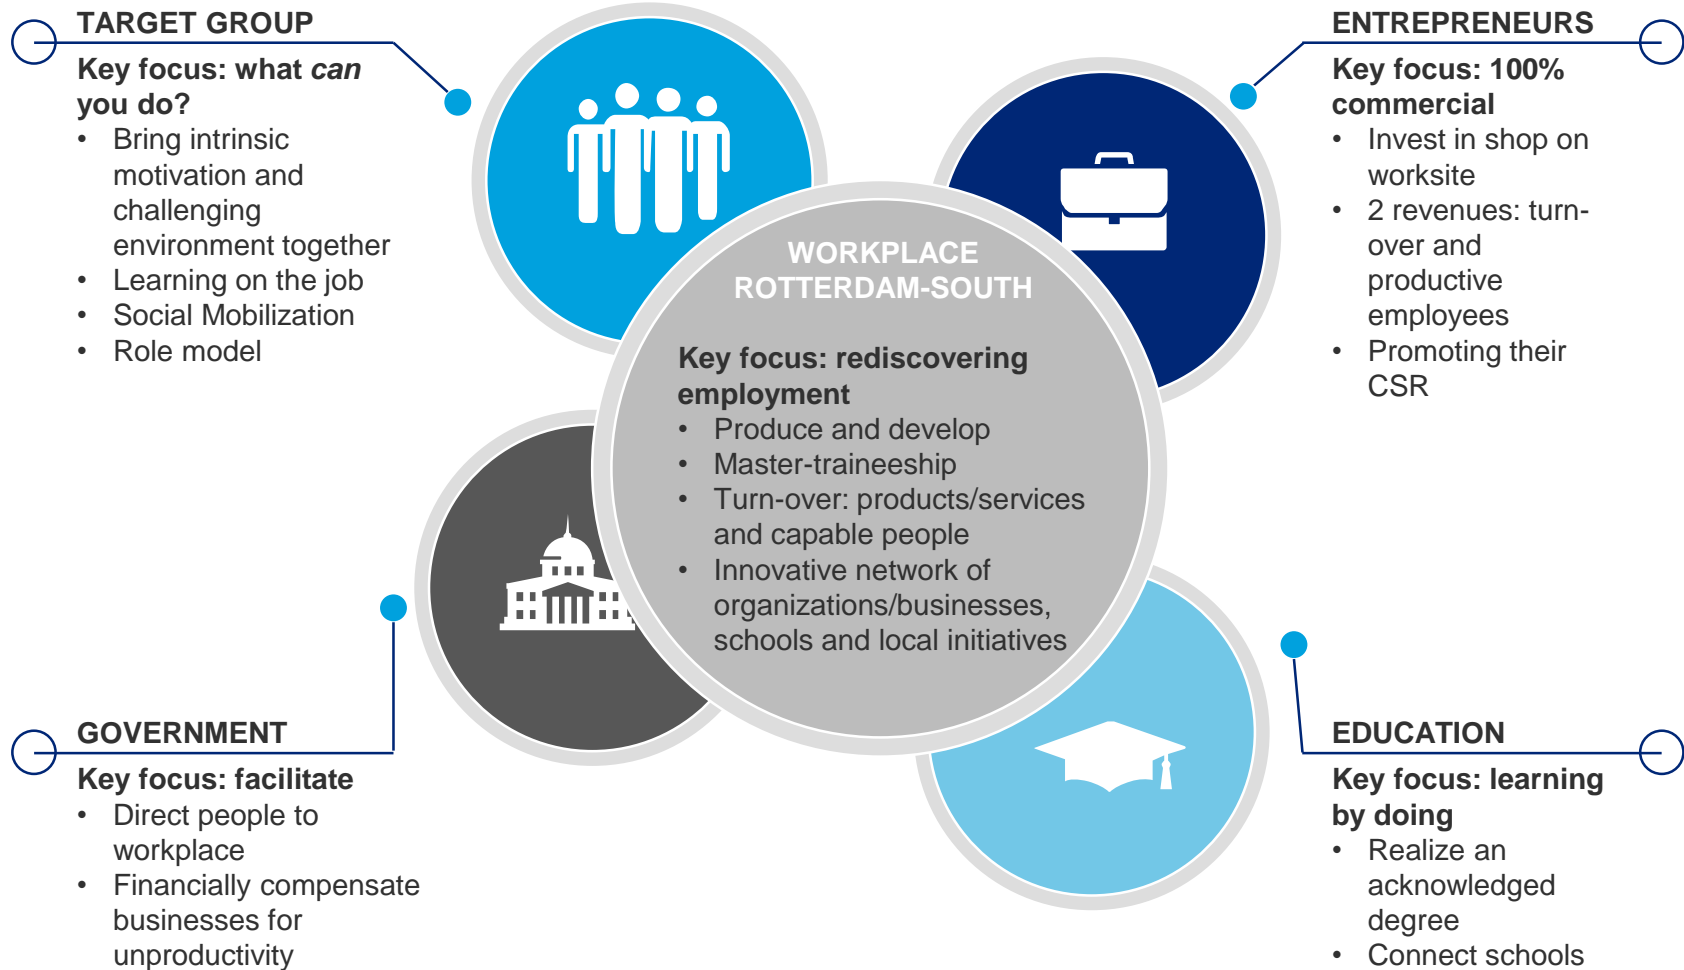 TARGET GROUP
Key focus: what can
you do?
• Bring intrinsic
motivation and
challenging
environment together
• Learning on the job
• Social Mobilization
• Role model
ENTREPRENEURS
Key focus: 100%
commercial
• Invest in shop on
worksite
• 2 revenues: turn-
over and
productive
employees
• Promoting their
CSR
WORKPLACE
ROTTERDAM-SOUTH
Key focus: rediscovering
employment
• Produce and develop
• Master-traineeship
• Turn-over: products/services
and capable people
• Innovative network of
organizations/businesses,
schools and local initiatives
GOVERNMENT
Key focus: facilitate
• Direct people to
workplace
• Financially compensate
businesses for
unproductivity
EDUCATION
Key focus: learning
by doing
• Realize an
acknowledged
degree
• Connect schools